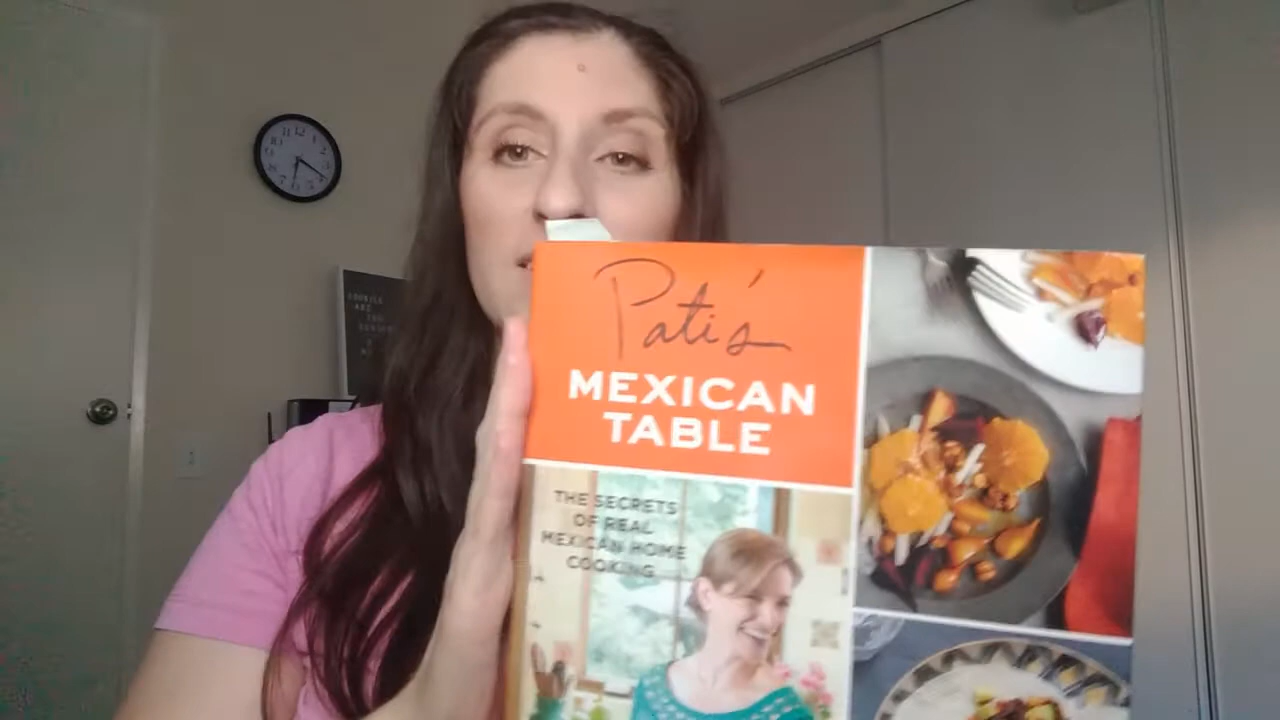 Pati's
MEXICAN
TABLE
THE SECRETS
OF REAL
MEXICAN HOME
COOKING